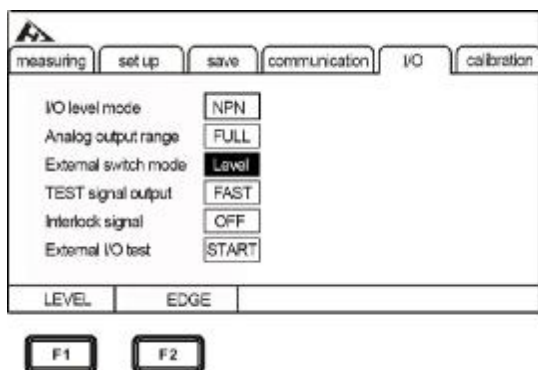 measuring set up save communication I/O calibration
I/O level mode NPN
Analog output range FULL
External switch mode Level
TEST signal output FAST
Interlock signal OFF
External I/O test START
LEVEL EDGE
F1 F2